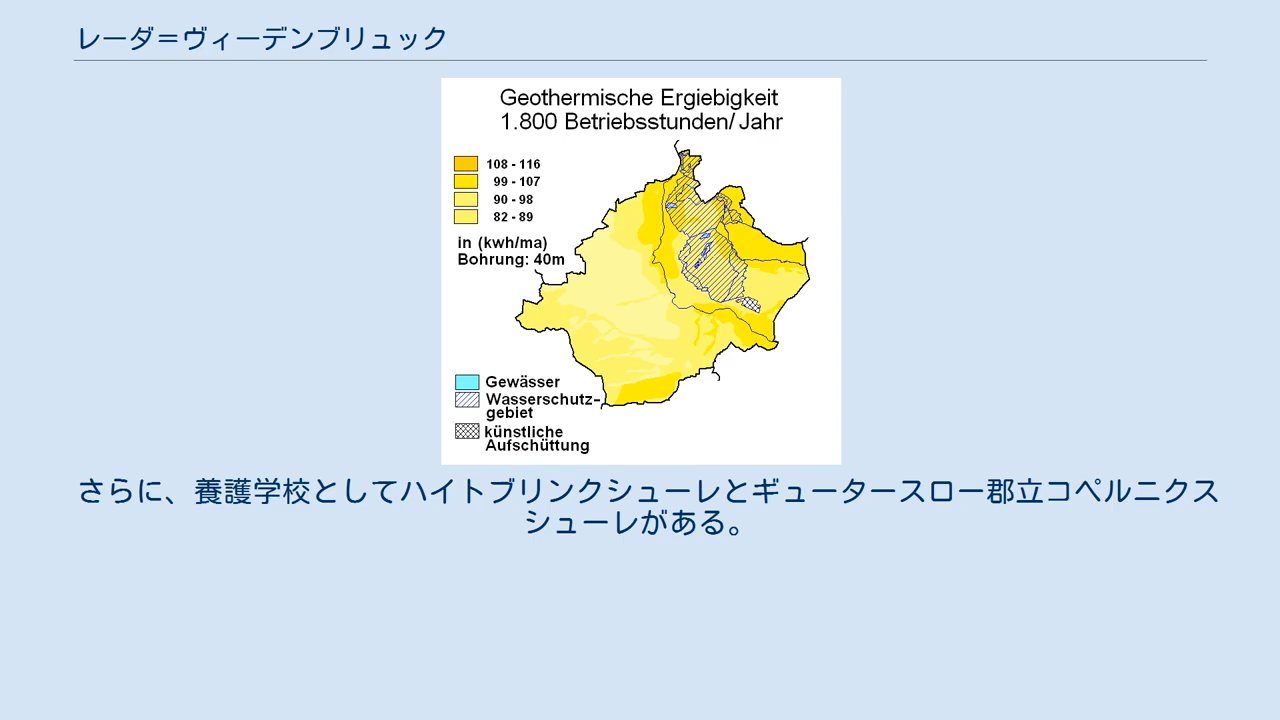 レーダ＝ヴィーデンブリュック
Geothermische Ergiebigkeit
1.800 Betriebsstunden/Jahr
108 - 116
99 - 107
90 - 98
82 - 89
in (kwh/ma)
Bohrung: 40m
Gewässer
Wasserschutz-
gebiet
künstliche
Aufschüttung
さらに、養護学校としてハイトブリンクシューレとギュータースロー郡立コペルニクス
シューレがある。